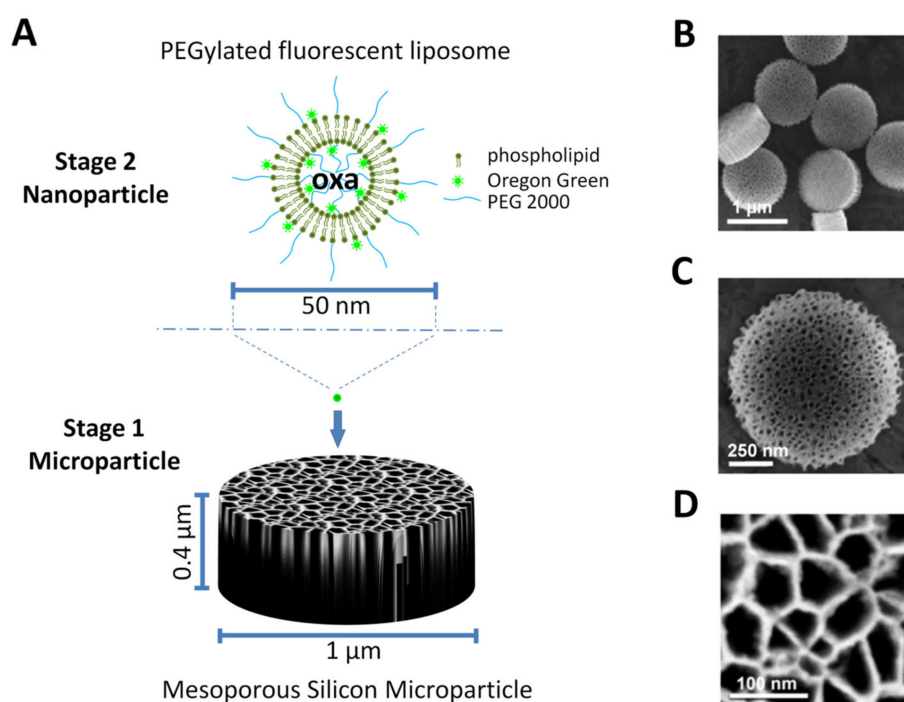 A
PEGylated fluorescent liposome
Stage 2
Nanoparticle
oxa
phospholipid
Oregon Green
PEG 2000
50 nm
Stage 1
Microparticle
0.4 µm
1 µm
Mesoporous Silicon Microparticle
B
1 µm
C
250 nm
D
100 nm